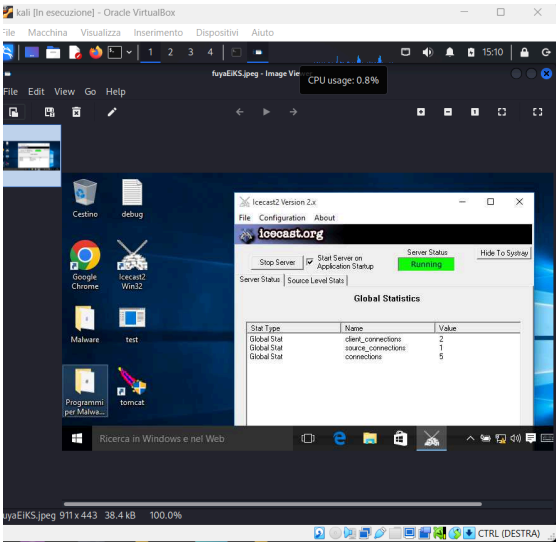 kali [In esecuzione] - Oracle VirtualBox
File Macchina Visualizza Inserimento Dispositivi Aiuto
1 2 3 4 15:10
fuyaEiKS.jpeg - Image Viewer
CPU usage: 0.8%
File Edit View Go Help
Cestino debug
Google Chrome
Icecast2 Win32
Malware test
Programmi per Malwa...
tomcat
Icecast2 Version 2.x
File Configuration About
icecast.org
Stop Server
Start Server on Application Startup
Server Status
Running
Hide To Systray
Server Status Source Level Stats
Global Statistics
Stat Type Name Value
Global Stat client_connections 2
Global Stat source_connections 1
Global Stat connections 5
Ricerca in Windows e nel Web
uyaEiKS.jpeg 911 x 443 38.4 kB 100.0%
CTRL (DESTRA)